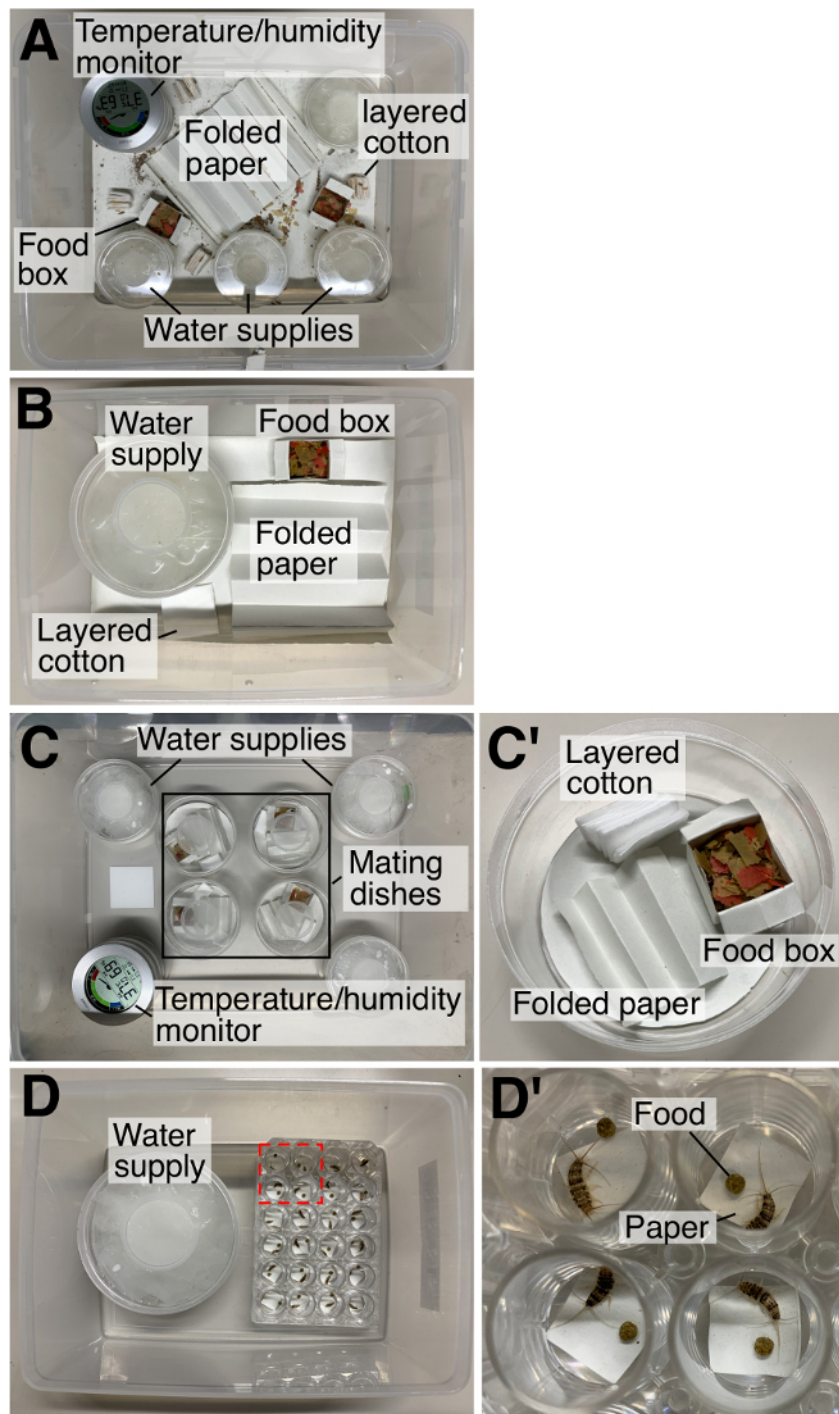 A
Temperature/humidity
monitor
layered
cotton
Folded
paper
Food
box
Water supplies
B
Water
supply
Food box
Folded
paper
Layered
cotton
C
Water supplies
Mating
dishes
Temperature/humidity
monitor
C'
Layered
cotton
Food box
Folded paper
D
Water
supply
D'
Food
Paper